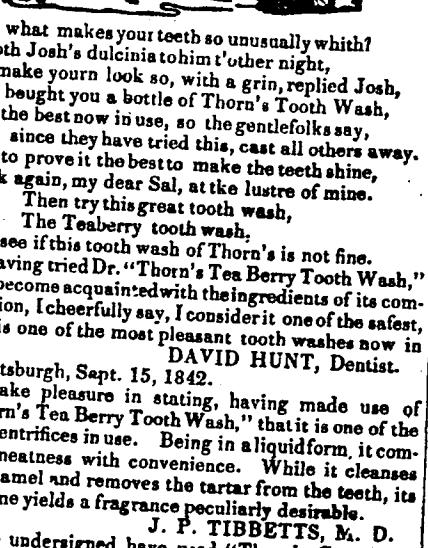 what makes your teeth so unusually whith?
oth Josh's dulcinia to him t'other night,
make yourn look so, with a grin, replied Josh,
bought you a bottle of Thorn's Tooth Wash,
the best now in use, so the gentlefolks say,
since they have tried this, cast all others away.
to prove it the best to make the teeth shine,
k again, my dear Sal, at tke lustre of mine.
Then try this great tooth wash,
The Teaberry tooth wash,
see if this tooth wash of Thorn's is not fine.
aving tried Dr. "Thorn's Tea Berry Tooth Wash,"
become acquainted with the ingredients of its com-
ion, I cheerfully say, I consider it one of the safest,
is one of the most pleasant tooth washes now in
DAVID HUNT, Dentist.
tsburgh, Sept. 15, 1842.
ake pleasure in stating, having made use of
rn's Tea Berry Tooth Wash," that it is one of the
entrifices in use. Being in a liquid form, it com-
neatness with convenience. While it cleanses
amel and removes the tartar from the teeth, its
ne yields a fragrance peculiarly desirable.
J. P. TIBBETTS, M. D.
undersigned have